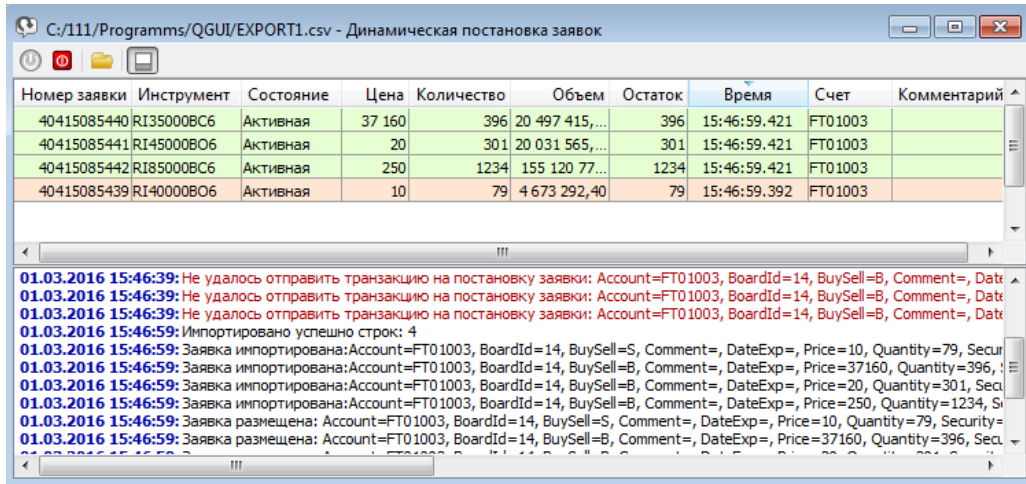 C:/111/Programms/QGUI/EXPORT1.csv - Динамическая постановка заявок
Номер заявки Инструмент Состояние Цена Количество Объем Остаток Время Счет Комментарий
40415085440 RI35000BC6 Активная 37 160 396 20 497 415,... 396 15:46:59.421 FT01003
40415085441 RI45000BO6 Активная 20 301 20 031 565,... 301 15:46:59.421 FT01003
40415085442 RI85000BC6 Активная 250 1234 155 120 77... 1234 15:46:59.421 FT01003
40415085439 RI40000BO6 Активная 10 79 4 673 292,40 79 15:46:59.392 FT01003
01.03.2016 15:46:39: Не удалось отправить транзакцию на постановку заявки: Account=FT01003, BoardId=14, BuySell=B, Comment=, Date
01.03.2016 15:46:39: Не удалось отправить транзакцию на постановку заявки: Account=FT01003, BoardId=14, BuySell=B, Comment=, Date
01.03.2016 15:46:39: Не удалось отправить транзакцию на постановку заявки: Account=FT01003, BoardId=14, BuySell=B, Comment=, Date
01.03.2016 15:46:59: Импортировано успешно строк: 4
01.03.2016 15:46:59: Заявка импортирована:Account=FT01003, BoardId=14, BuySell=S, Comment=, DateExp=, Price=10, Quantity=79, Secur
01.03.2016 15:46:59: Заявка импортирована:Account=FT01003, BoardId=14, BuySell=B, Comment=, DateExp=, Price=37160, Quantity=396,
01.03.2016 15:46:59: Заявка импортирована:Account=FT01003, BoardId=14, BuySell=B, Comment=, DateExp=, Price=20, Quantity=301, Secu
01.03.2016 15:46:59: Заявка импортирована:Account=FT01003, BoardId=14, BuySell=B, Comment=, DateExp=, Price=250, Quantity=1234, S
01.03.2016 15:46:59: Заявка размещена: Account=FT01003, BoardId=14, BuySell=S, Comment=, DateExp=, Price=10, Quantity=79, Security=
01.03.2016 15:46:59: Заявка размещена: Account=FT01003, BoardId=14, BuySell=B, Comment=, DateExp=, Price=37160, Quantity=396, Secu